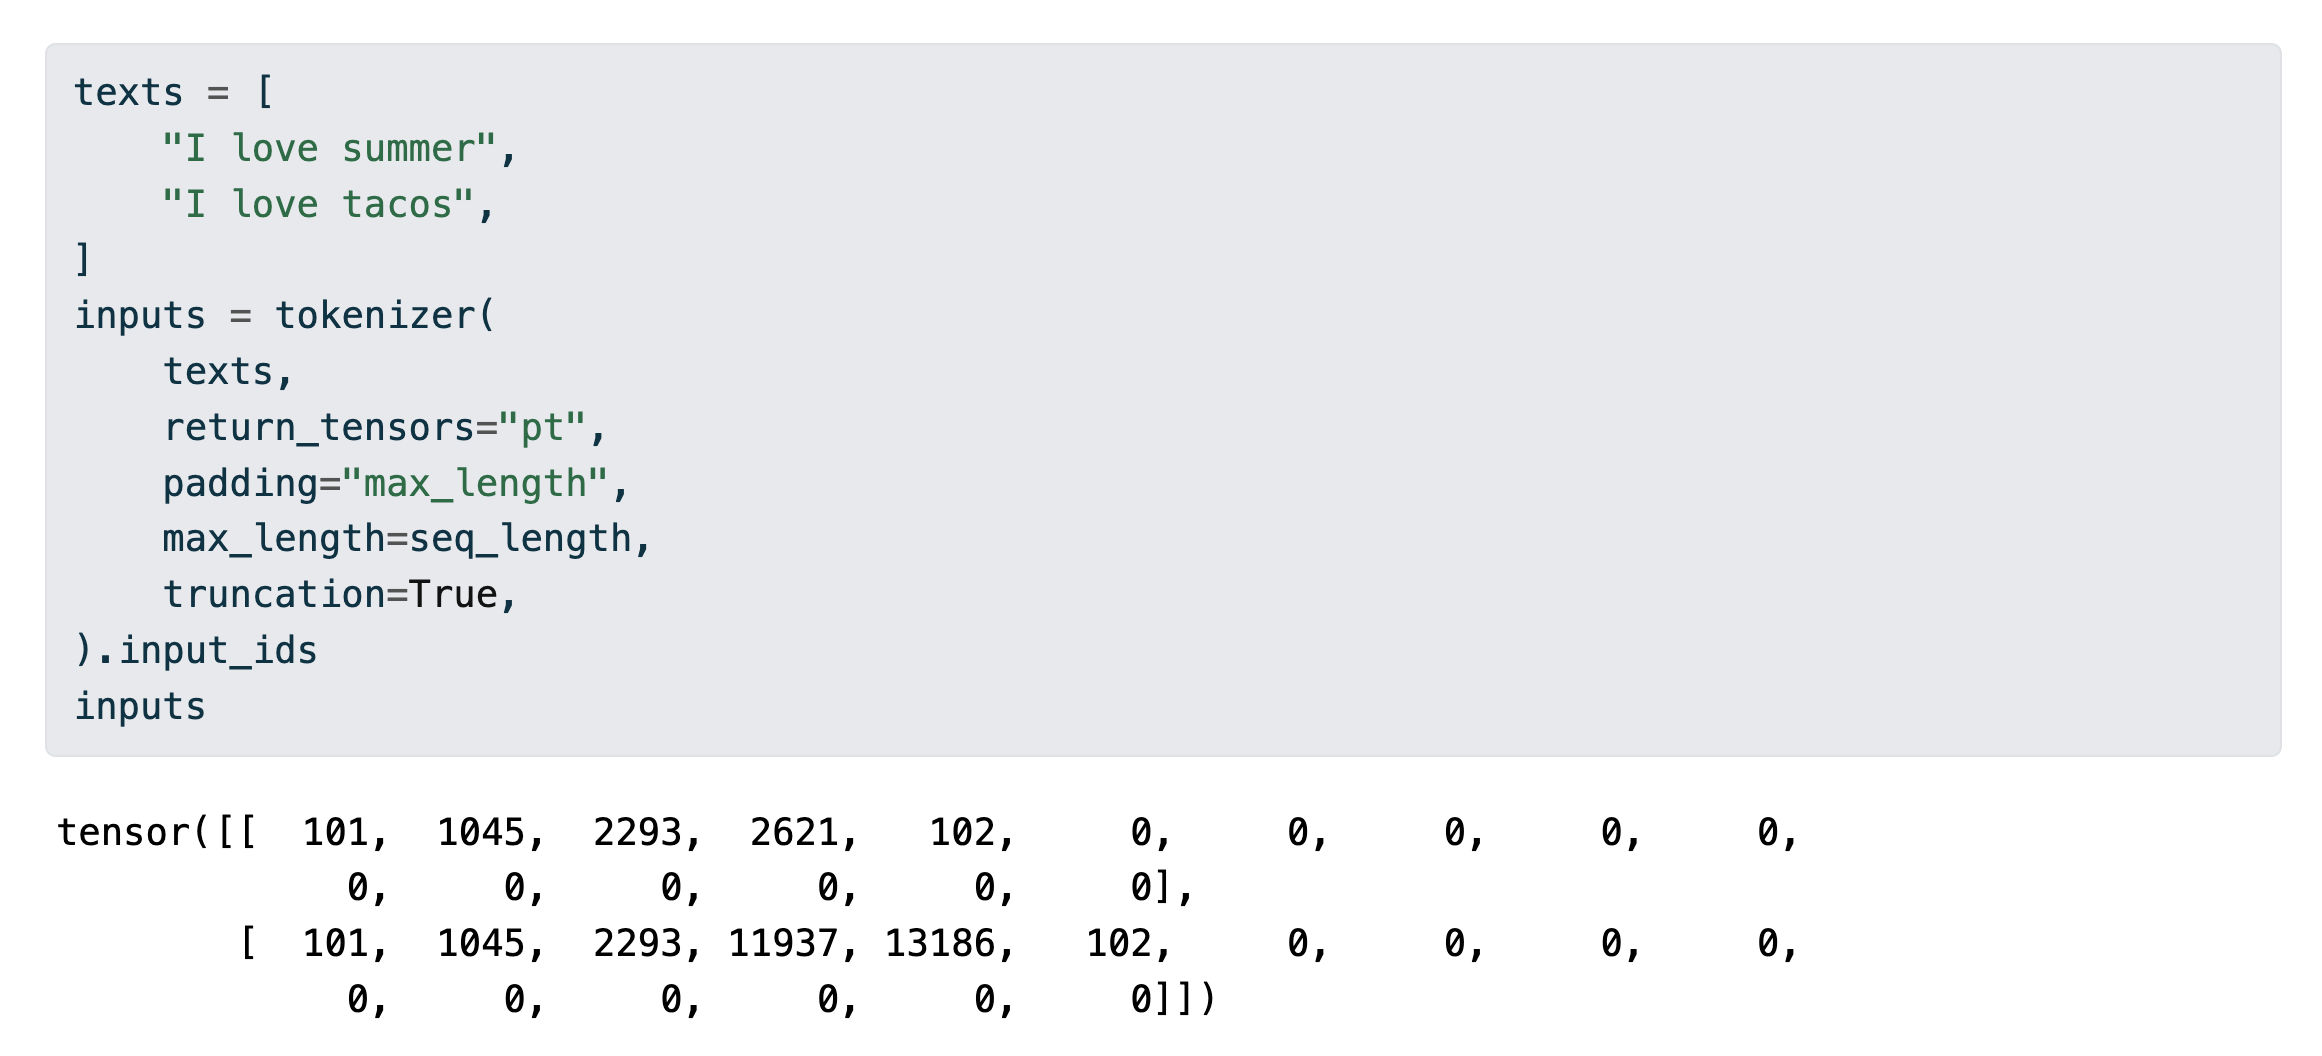 texts = [
    "I love summer",
    "I love tacos",
]
inputs = tokenizer(
    texts,
    return_tensors="pt",
    padding="max_length",
    max_length=seq_length,
    truncation=True,
).input_ids
inputs
tensor([[  101,  1045,  2293,  2621,   102,     0,     0,     0,     0,     0,
             0,     0,     0,     0,     0,     0],
        [  101,  1045,  2293, 11937, 13186,   102,     0,     0,     0,     0,
             0,     0,     0,     0,     0,     0]])